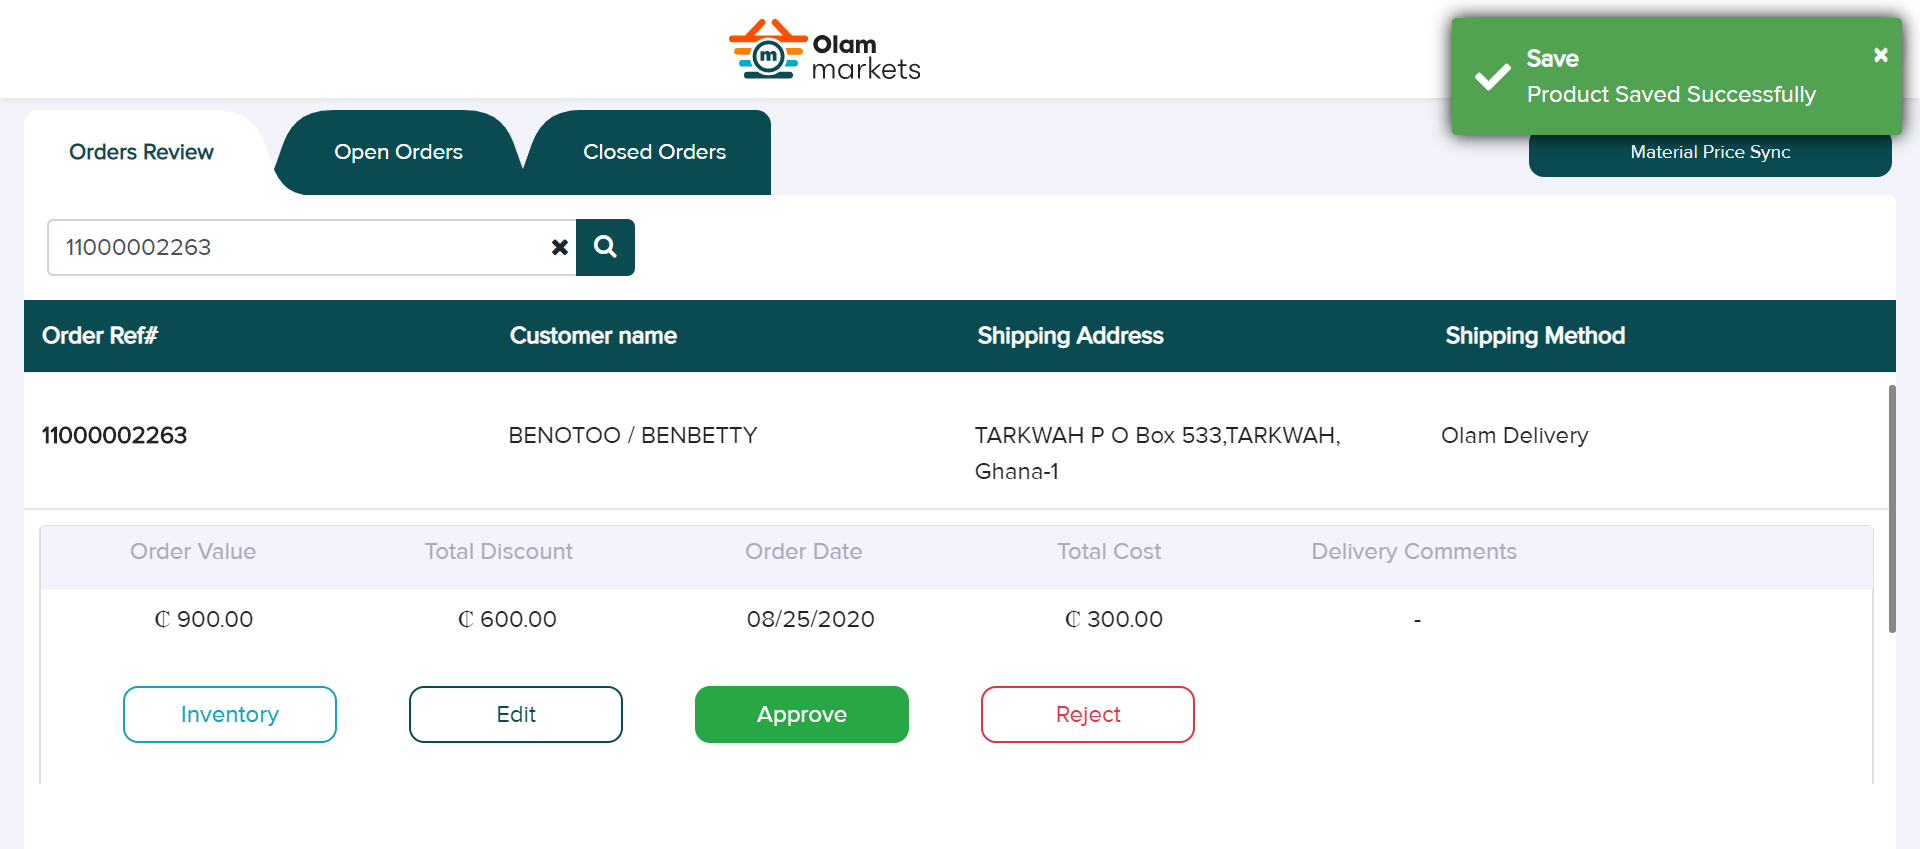 m Olam
markets
Save
Product Saved Successfully
Orders Review
Open Orders
Closed Orders
Material Price Sync
11000002263
Order Ref# Customer name Shipping Address Shipping Method
11000002263 BENOTOO / BENBETTY TARKWAH P O Box 533,TARKWAH, Olam Delivery
Ghana-1
Order Value Total Discount Order Date Total Cost Delivery Comments
₵ 900.00 ₵ 600.00 08/25/2020 ₵ 300.00 -
Inventory Edit Approve Reject